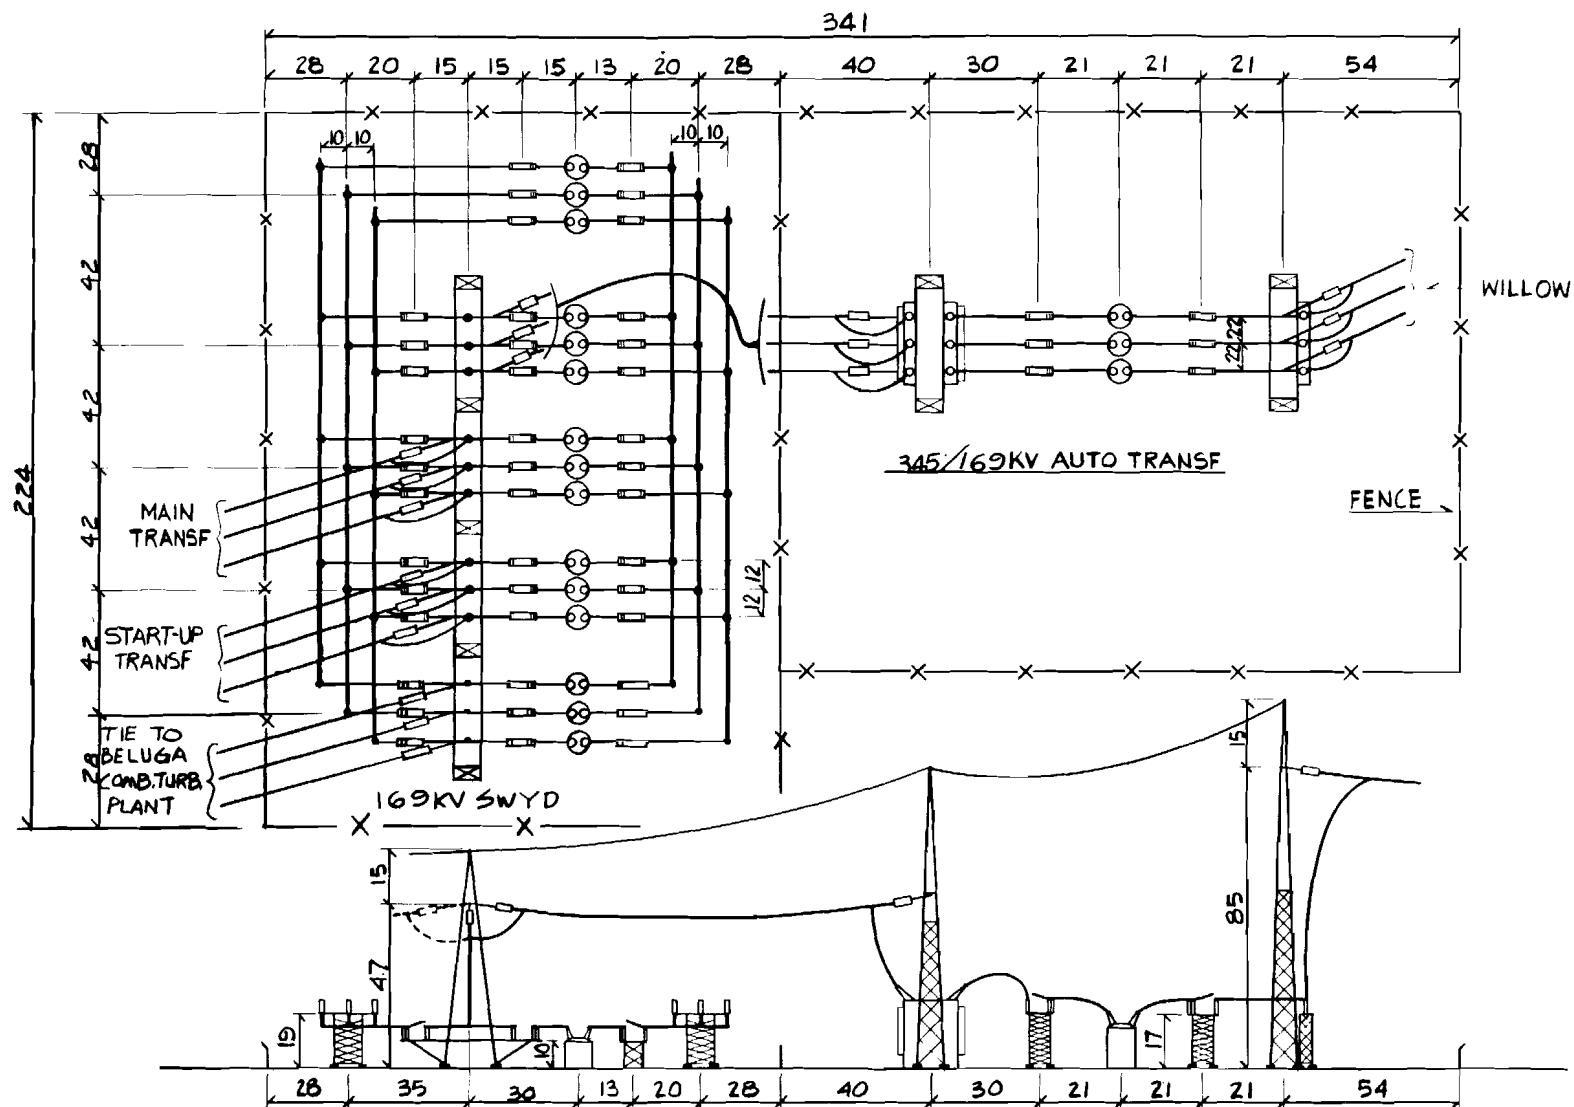 341
28 20 15 15 15 13 20 28 40 30 21 21 21 54
10 10
10 10
28
42
42
42
42
28
224
WILLOW
22 22
345/169KV AUTO TRANSF
FENCE
MAIN
TRANSF
12 12
START-UP
TRANSF
TIE TO
BELUGA
COMB.TURB.
PLANT
169KV SWYD
15
47
19
10
15
85
17
28 35 30 13 20 28 40 30 21 21 21 54